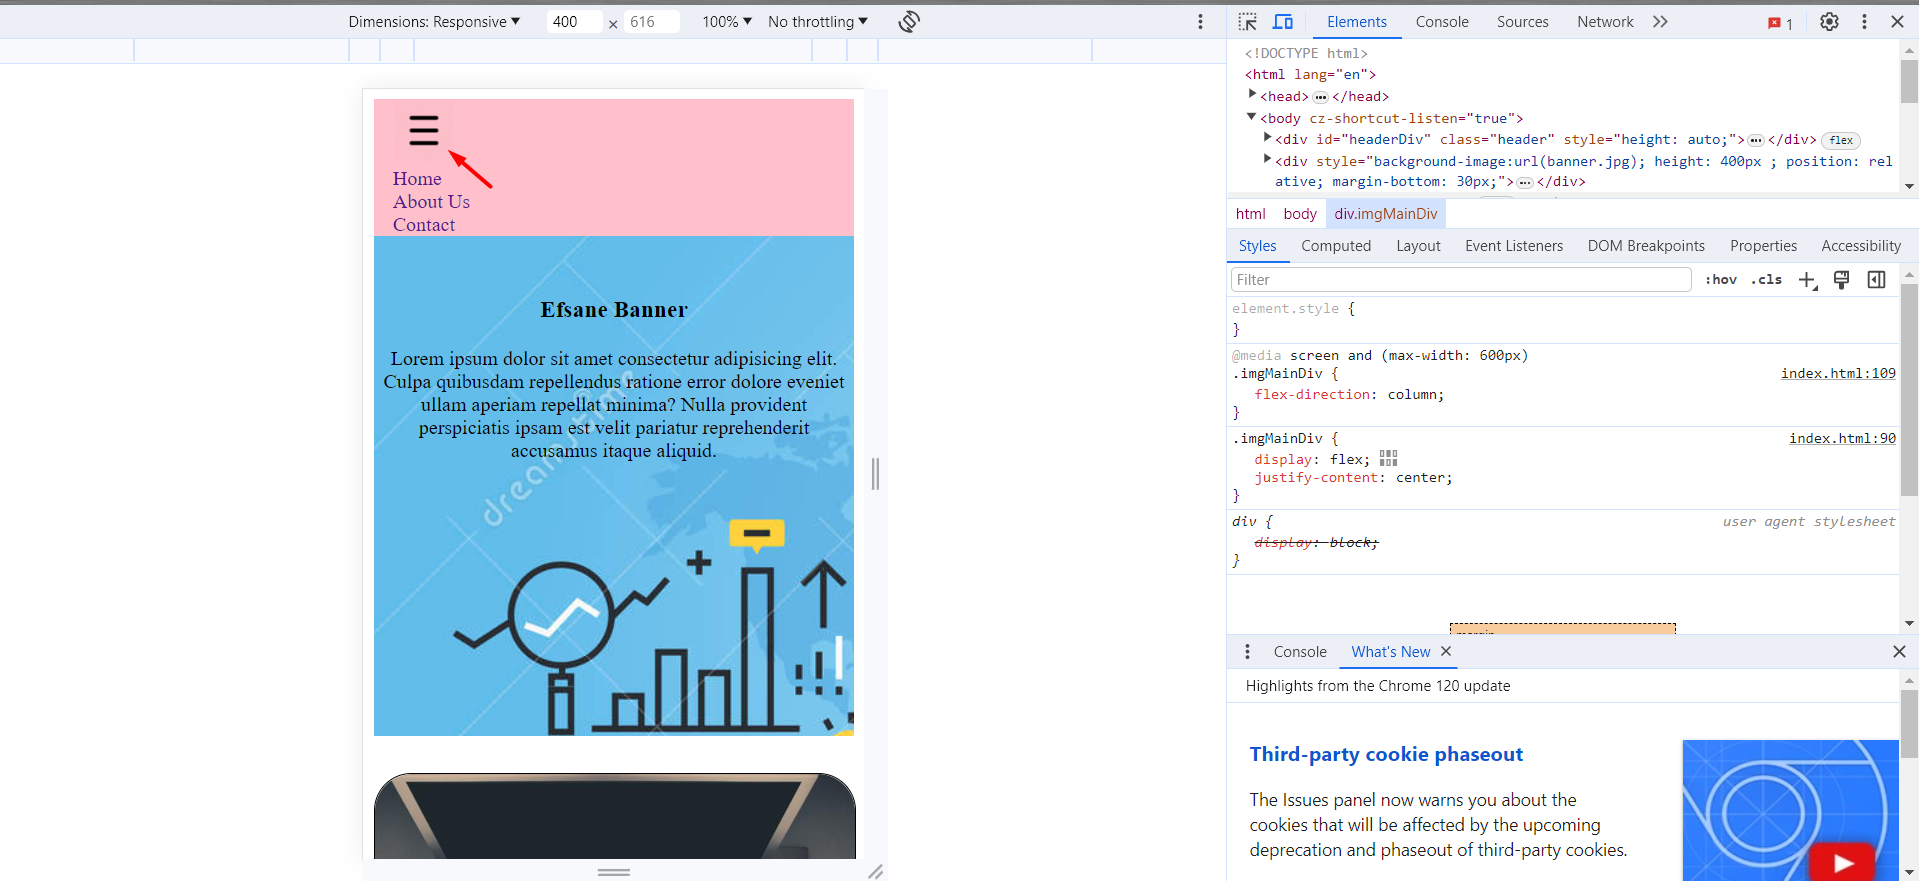 Dimensions: Responsive ▼ 400 × 616 100% ▼ No throttling ▼
Elements Console Sources Network >> 1
<!DOCTYPE html>
<html lang="en">
<head> ••• </head>
<body cz-shortcut-listen="true">
<div id="headerDiv" class="header" style="height: auto;"> ••• </div> flex
<div style="background-image:url(banner.jpg); height: 400px ; position: rel
ative; margin-bottom: 30px;"> ••• </div>
html body div.imgMainDiv
Styles Computed Layout Event Listeners DOM Breakpoints Properties Accessibility
Filter :hov .cls
element.style {
}
@media screen and (max-width: 600px)
.imgMainDiv { index.html:109
flex-direction: column;
}
.imgMainDiv { index.html:90
display: flex;
justify-content: center;
}
div { user agent stylesheet
display: block;
}
margin
Console What's New
Highlights from the Chrome 120 update
Third-party cookie phaseout
The Issues panel now warns you about the
cookies that will be affected by the upcoming
deprecation and phaseout of third-party cookies.
Home
About Us
Contact
Efsane Banner
Lorem ipsum dolor sit amet consectetur adipisicing elit.
Culpa quibusdam repellendus ratione error dolore eveniet
ullam aperiam repellat minima? Nulla provident
perspiciatis ipsam est velit pariatur reprehenderit
accusamus itaque aliquid.
dreamstime